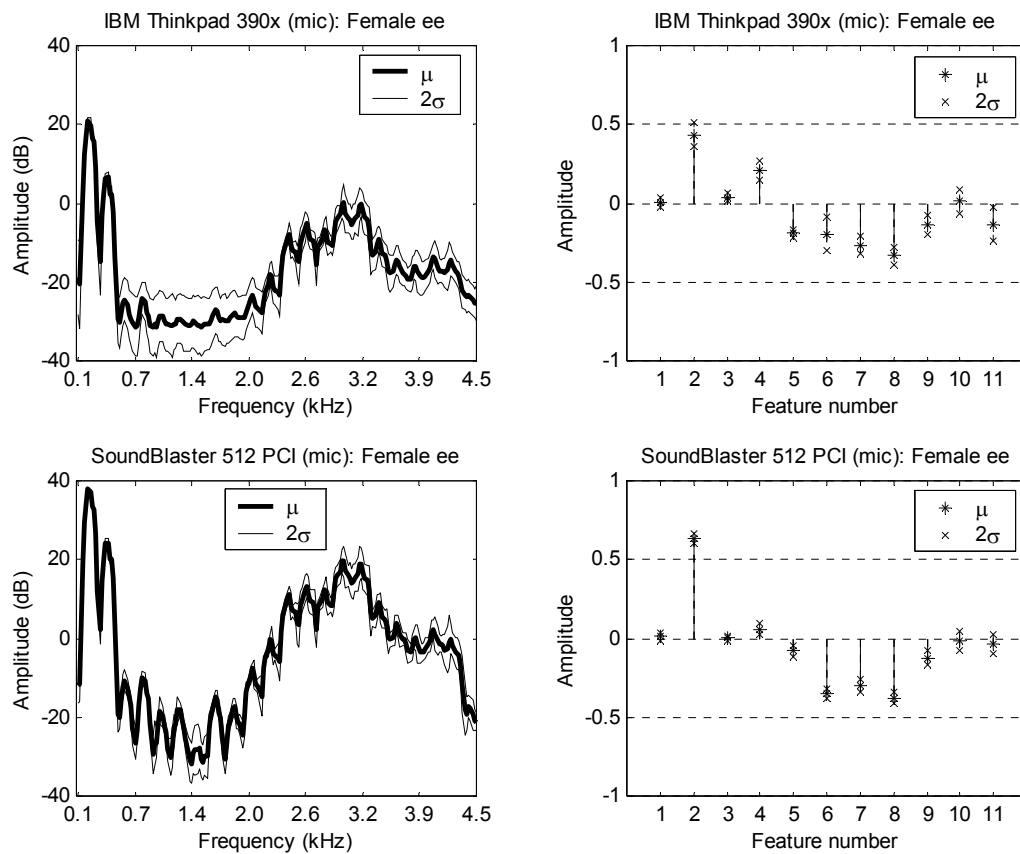 IBM Thinkpad 390x (mic): Female ee
40
20
0
-20
-40
Amplitude (dB)
μ
2σ
0.1 0.7 1.4 2.0 2.6 3.2 3.9 4.5
Frequency (kHz)
IBM Thinkpad 390x (mic): Female ee
1
0.5
0
-0.5
-1
Amplitude
μ
2σ
1 2 3 4 5 6 7 8 9 10 11
Feature number
SoundBlaster 512 PCI (mic): Female ee
40
20
0
-20
-40
Amplitude (dB)
μ
2σ
0.1 0.7 1.4 2.0 2.6 3.2 3.9 4.5
Frequency (kHz)
SoundBlaster 512 PCI (mic): Female ee
1
0.5
0
-0.5
-1
Amplitude
μ
2σ
1 2 3 4 5 6 7 8 9 10 11
Feature number